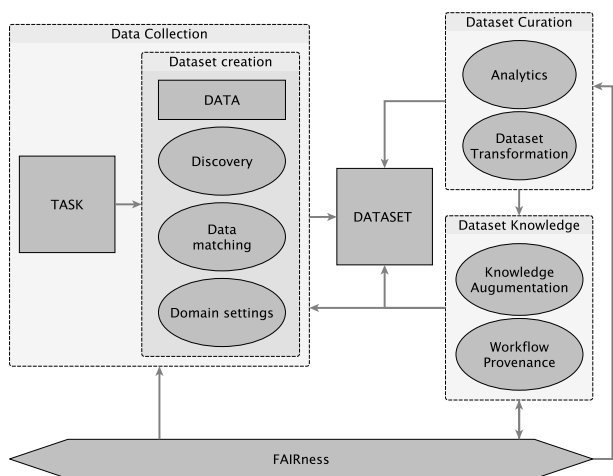 Data Collection
Dataset creation
DATA
Discovery
Data
matching
Domain settings
TASK
DATASET
Dataset Curation
Analytics
Dataset
Transformation
Dataset Knowledge
Knowledge
Augumentation
Workflow
Provenance
FAIRness